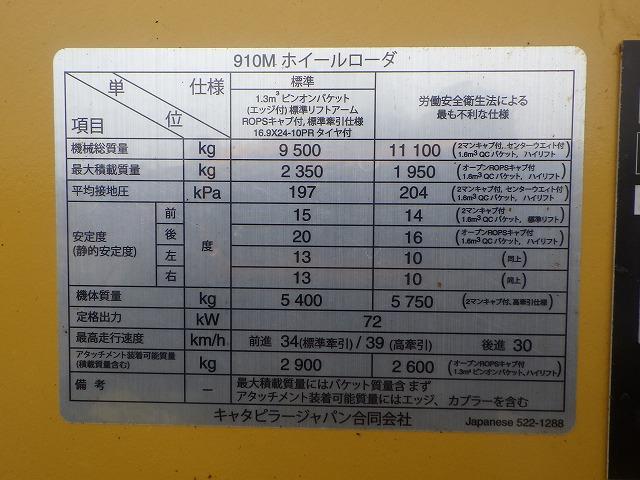 910M ホイールローダ
単位 仕様
項目
標準
1.3m³ ピンオンバケット
(エッジ付) 標準リフトアーム
ROPSキャブ付, 標準牽引仕様
16.9X24-10PR タイヤ付
労働安全衛生法による
最も不利な仕様
機械総質量 kg 9 500 11 100 (2マンキャブ付, センターウエイト付 1.6m³ QC バケット, ハイリフト)
最大積載質量 kg 2 350 1 950 (オープンROPSキャブ付 1.6m³ QC バケット, ハイリフト)
平均接地圧 kPa 197 204 (2マンキャブ付, センターウエイト付 1.6m³ QC バケット, ハイリフト)
安定度 (静的安定度) 度
前 15 14 (2マンキャブ付 1.6m³ QC バケット, 標準リフト)
後 20 16 (オープンROPSキャブ付 1.6m³ QC バケット, ハイリフト)
左 13 10 (同上)
右 13 10 (同上)
機体質量 kg 5 400 5 750 (2マンキャブ付, 高牽引仕様)
定格出力 kW 72
最高走行速度 km/h 前進 34 (標準牽引) / 39 (高牽引) 後進 30
アタッチメント装着可能質量 (積載質量含む) kg 2 900 2 600 (オープンROPSキャブ付 1.3m³ ピンオンバケット, ハイリフト)
備考 － 最大積載質量にはバケット質量含まず
アタッチメント装着可能質量にはエッジ、カプラーを含む
キャタピラージャパン合同会社 Japanese 522-1288